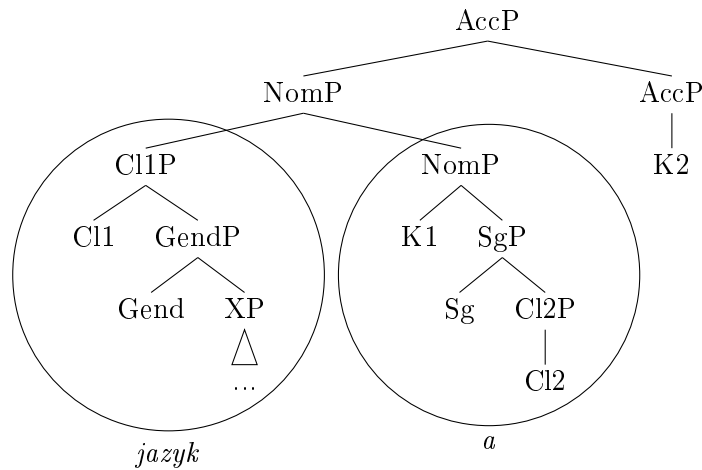 AccP
NomP AccP
Cl1P NomP K2
Cl1 GendP K1 SgP
Gend XP Sg Cl2P
... Cl2
jazyk a